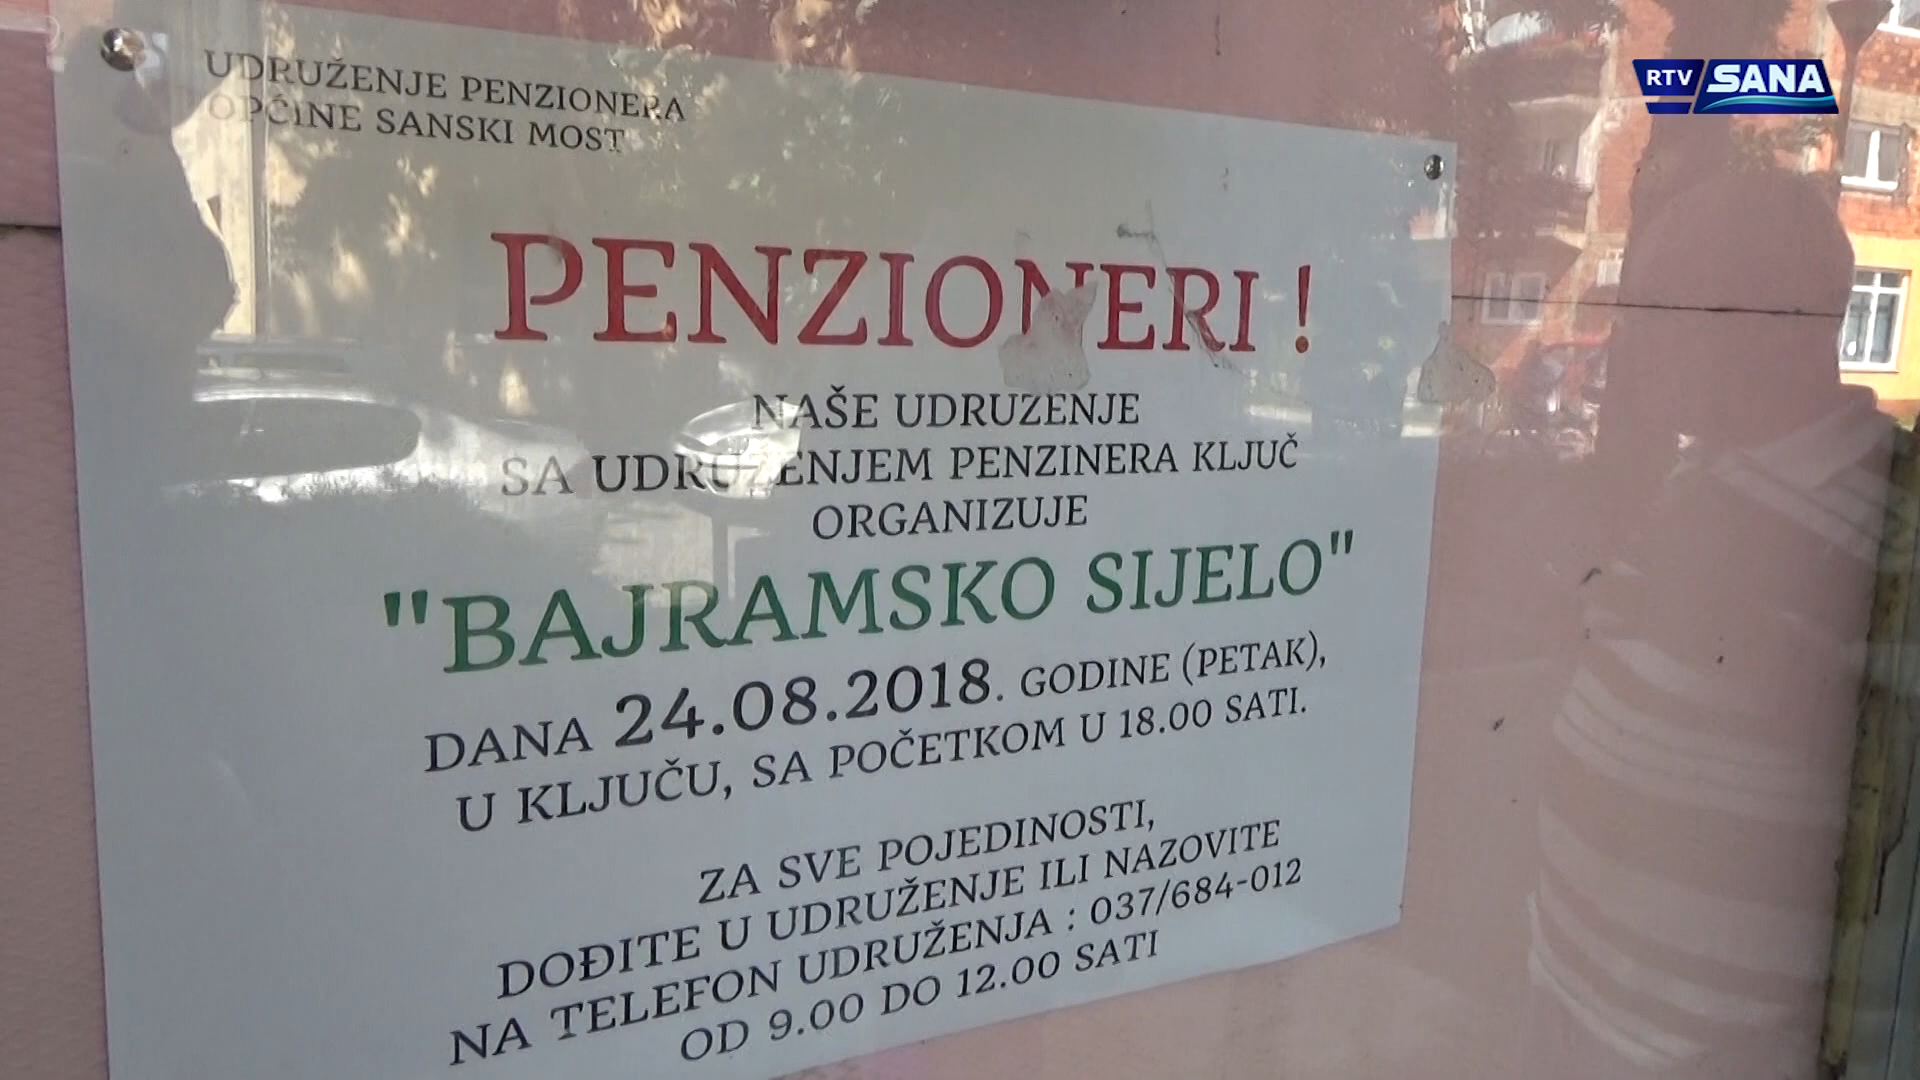 UDRUŽENJE PENZIONERA
OPĆINE SANSKI MOST
RTV SANA
PENZIONERI !
NAŠE UDRUZENJE
SA UDRUŽENJEM PENZINERA KLJUČ
ORGANIZUJE
"BAJRAMSKO SIJELO"
DANA 24.08.2018. GODINE (PETAK),
U KLJUČU, SA POČETKOM U 18.00 SATI.
ZA SVE POJEDINOSTI,
DOĐITE U UDRUŽENJE ILI NAZOVITE
NA TELEFON UDRUŽENJA : 037/684-012
OD 9.00 DO 12.00 SATI